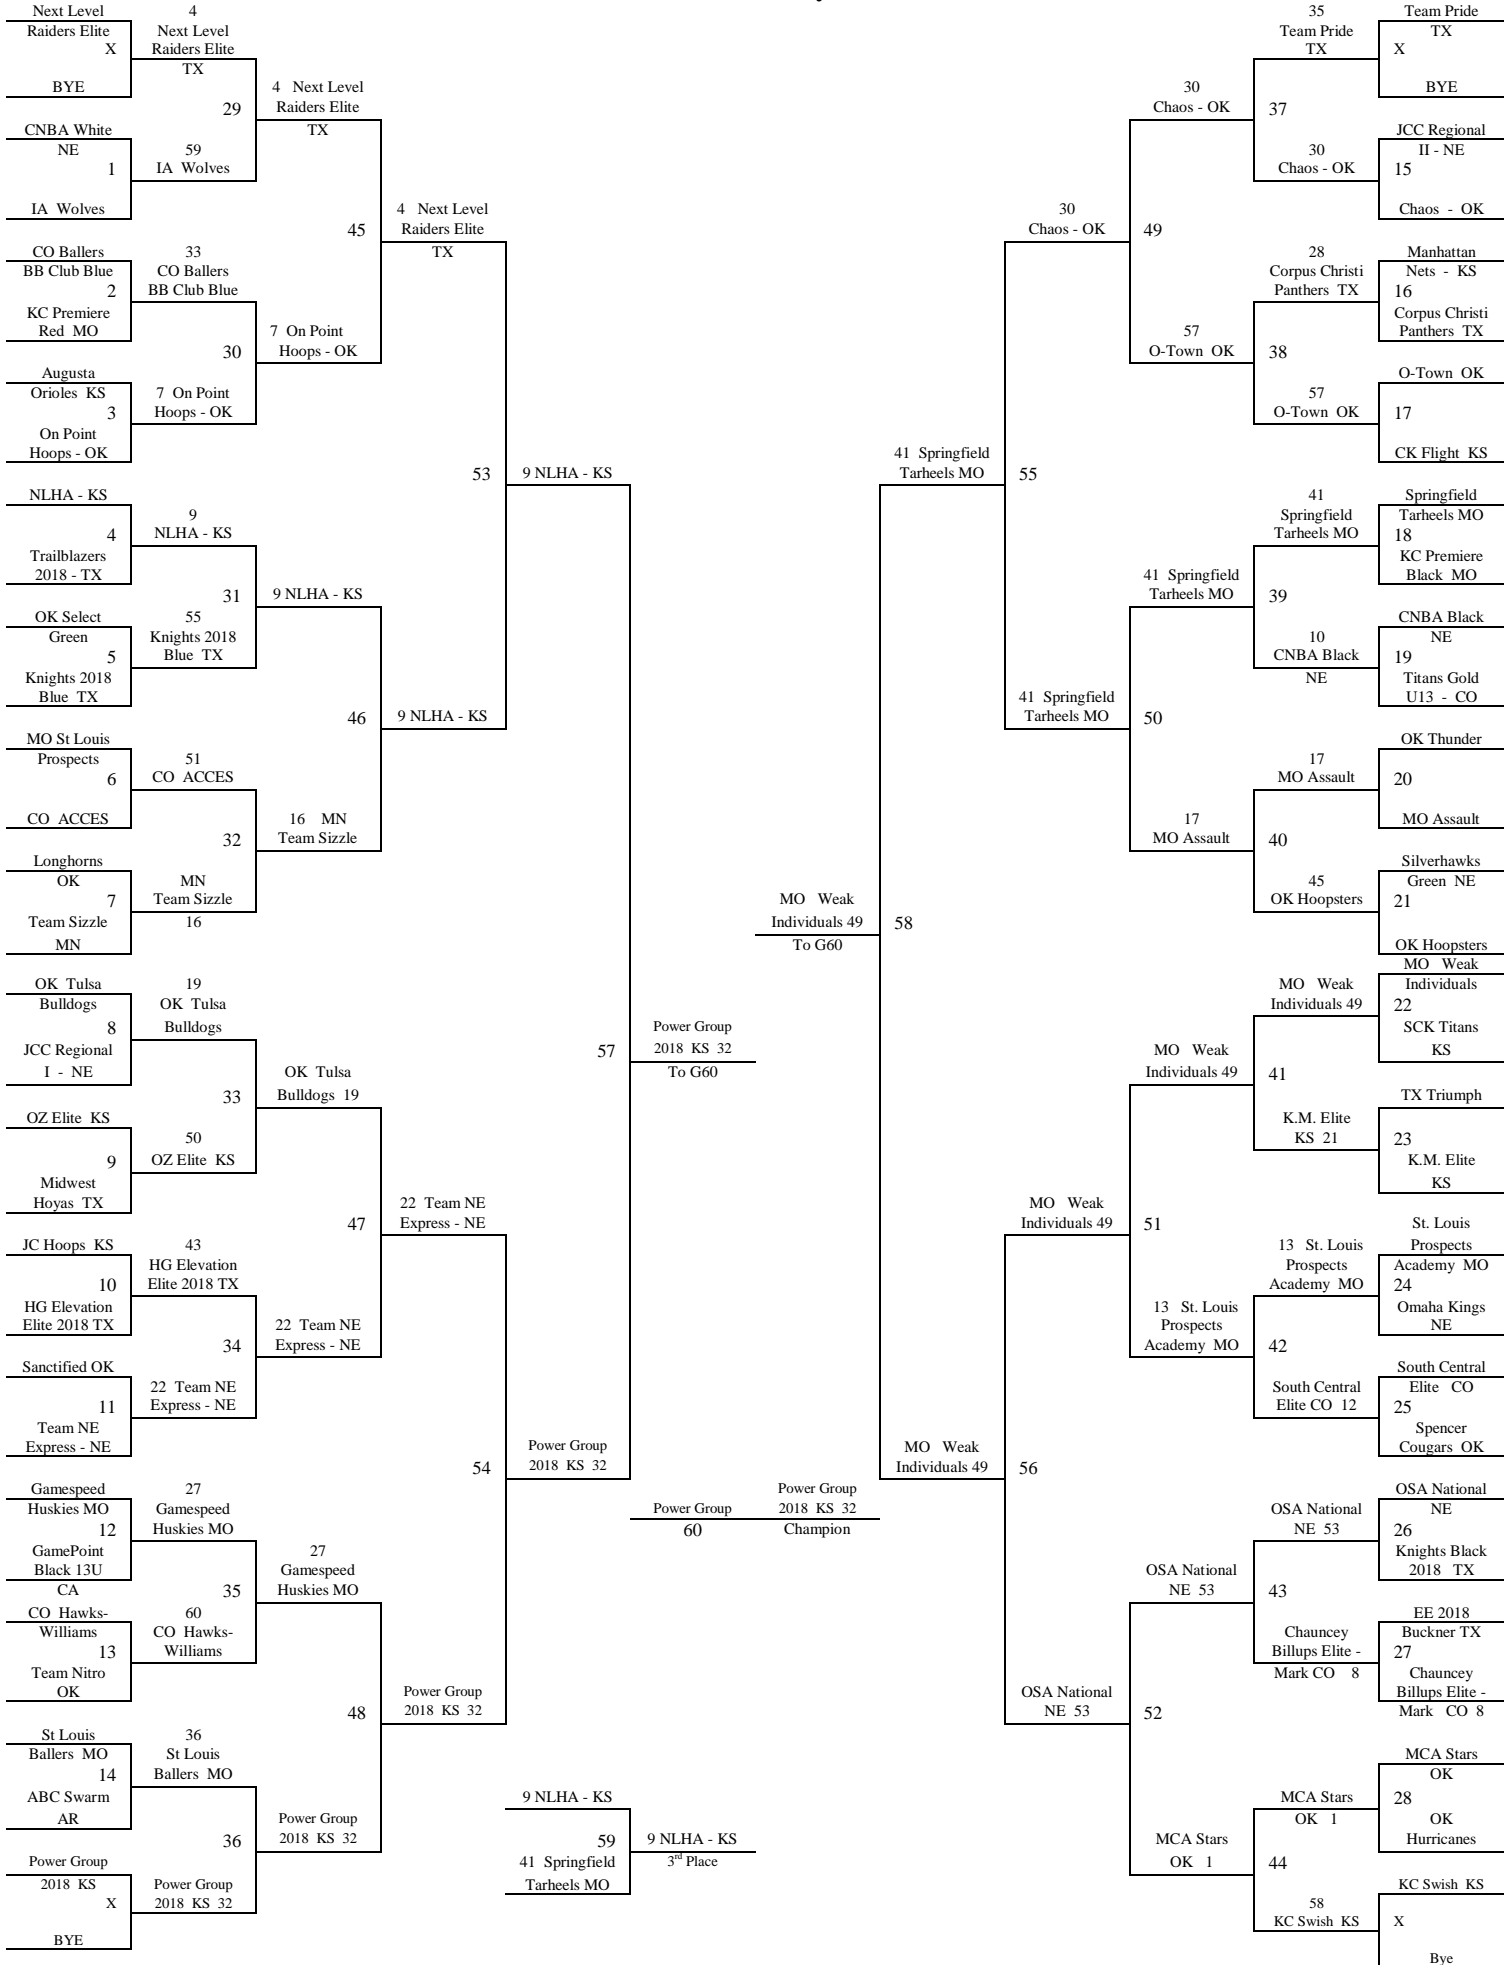 Next Level
Raiders Elite
X
BYE
CNBA White
NE
1
IA Wolves
CO Ballers
BB Club Blue
2
KC Premiere
Red MO
Augusta
Orioles KS
3
On Point
Hoops - OK
NLHA - KS
4
Trailblazers
2018 - TX
OK Select
Green
5
Knights 2018
Blue TX
MO St Louis
Prospects
6
CO ACCES
Longhorns
OK
7
Team Sizzle
MN
OK Tulsa
Bulldogs
8
JCC Regional
I - NE
OZ Elite KS
9
Midwest
Hoyas TX
JC Hoops KS
10
HG Elevation
Elite 2018 TX
Sanctified OK
11
Team NE
Express - NE
Gamespeed
Huskies MO
12
GamePoint
Black 13U
CA
CO Hawks-
Williams
13
Team Nitro
OK
St Louis
Ballers MO
14
ABC Swarm
AR
Power Group
2018 KS
X
BYE
4
Next Level
Raiders Elite
TX
29
59
IA Wolves
33
CO Ballers
BB Club Blue
30
7 On Point
Hoops - OK
9
NLHA - KS
31
55
Knights 2018
Blue TX
51
CO ACCES
32
MN
Team Sizzle
16
19
OK Tulsa
Bulldogs
33
50
OZ Elite KS
43
HG Elevation
Elite 2018 TX
34
22 Team NE
Express - NE
27
Gamespeed
Huskies MO
35
60
CO Hawks-
Williams
36
St Louis
Ballers MO
36
Power Group
2018 KS 32
4 Next Level
Raiders Elite
TX
45
7 On Point
Hoops - OK
9 NLHA - KS
46
16 MN
Team Sizzle
OK Tulsa
Bulldogs 19
47
22 Team NE
Express - NE
27
Gamespeed
Huskies MO
48
Power Group
2018 KS 32
4 Next Level
Raiders Elite
TX
53
9 NLHA - KS
22 Team NE
Express - NE
54
Power Group
2018 KS 32
9 NLHA - KS
57
Power Group
2018 KS 32
9 NLHA - KS
59
41 Springfield
Tarheels MO
9 NLHA - KS
3rd Place
Power Group
2018 KS 32
To G60
Power Group
60
Power Group
2018 KS 32
Champion
MO Weak
Individuals 49
To G60
58
41 Springfield
Tarheels MO
55
MO Weak
Individuals 49
56
30
Chaos - OK
49
41 Springfield
Tarheels MO
50
MO Weak
Individuals 49
51
OSA National
NE 53
52
30
Chaos - OK
37
57
O-Town OK
38
41 Springfield
Tarheels MO
39
17
MO Assault
40
MO Weak
Individuals 49
41
13 St. Louis
Prospects
Academy MO
42
OSA National
NE 53
43
MCA Stars
OK 1
44
35
Team Pride
TX
30
Chaos - OK
28
Corpus Christi
Panthers TX
57
O-Town OK
41
Springfield
Tarheels MO
10
CNBA Black
NE
17
MO Assault
45
OK Hoopsters
MO Weak
Individuals 49
K.M. Elite
KS 21
13 St. Louis
Prospects
Academy MO
South Central
Elite CO 12
OSA National
NE 53
Chauncey
Billups Elite -
Mark CO 8
MCA Stars
OK 1
58
KC Swish KS
Team Pride
TX
X
BYE
JCC Regional
II - NE
15
Chaos - OK
Manhattan
Nets - KS
16
Corpus Christi
Panthers TX
O-Town OK
17
CK Flight KS
Springfield
Tarheels MO
18
KC Premiere
Black MO
CNBA Black
NE
19
Titans Gold
U13 - CO
OK Thunder
20
MO Assault
Silverhawks
Green NE
21
OK Hoopsters
MO Weak
Individuals
22
SCK Titans
KS
TX Triumph
23
K.M. Elite
KS
St. Louis
Prospects
Academy MO
24
Omaha Kings
NE
South Central
Elite CO
25
Spencer
Cougars OK
OSA National
NE
26
Knights Black
2018 TX
EE 2018
Buckner TX
27
Chauncey
Billups Elite -
Mark CO 8
MCA Stars
OK
28
OK
Hurricanes
KC Swish KS
X
Bye